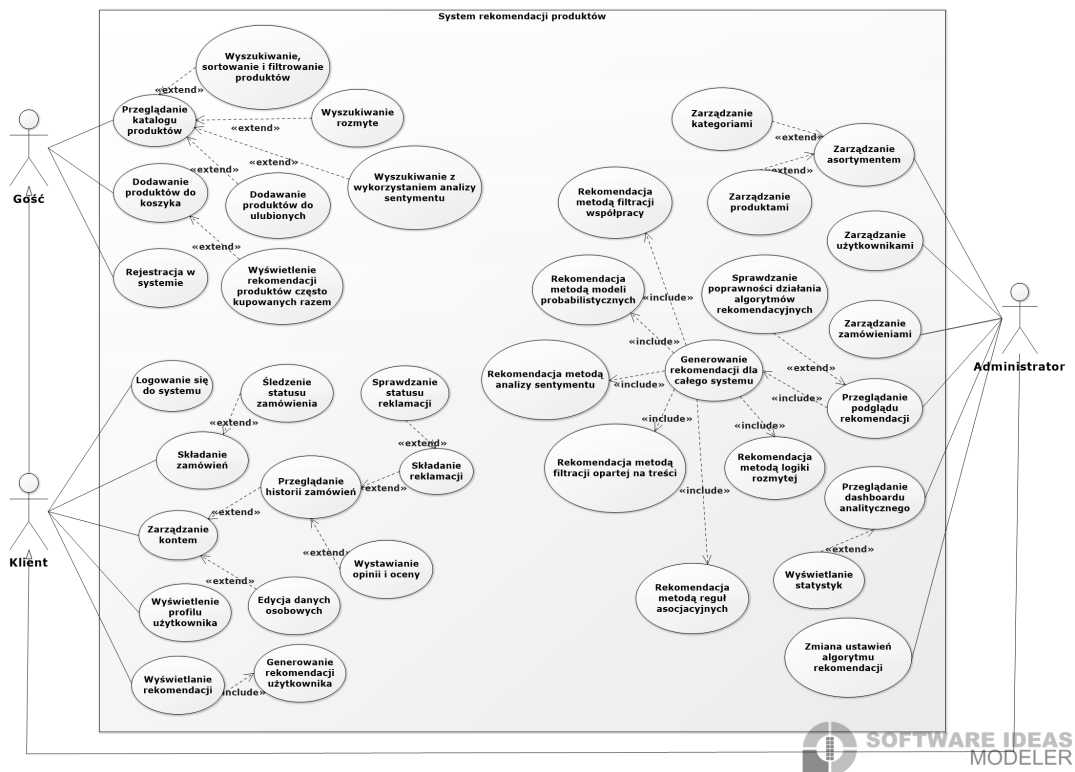 System rekomendacji produktów
Wyszukiwanie,
sortowanie i filtrowanie
produktów
«extend»
Przeglądanie
katalogu
produktów
Wyszukiwanie
rozmyte
«extend»
«extend»
«extend»
Wyszukiwanie z
wykorzystaniem analizy
sentymentu
Gość
Dodawanie
produktów do
koszyka
Dodawanie
produktów do
ulubionych
«extend»
Rejestracja w
systemie
Wyświetlenie
rekomendacji
produktów często
kupowanych razem
Zarządzanie
kategoriami
«extend»
Zarządzanie
asortymentem
«extend»
Zarządzanie
produktami
Rekomendacja
metodą filtracji
współpracy
Zarządzanie
użytkownikami
Rekomendacja
metodą modeli
probabilistycznych
«include»
Sprawdzanie
poprawności działania
algorytmów
rekomendacyjnych
Zarządzanie
zamówieniami
«include»
Generowanie
rekomendacji dla
całego systemu
«extend»
Administrator
Rekomendacja metodą
analizy sentymentu
«include»
«include»
Przeglądanie
podglądu
rekomendacji
«include»
«include»
Rekomendacja metodą
filtracji opartej na treści
Rekomendacja
metodą logiki
rozmytej
«include»
Przeglądanie
dashboardu
analitycznego
«extend»
Wyświetlanie
statystyk
Rekomendacja
metodą reguł
asocjacyjnych
Zmiana ustawień
algorytmu
rekomendacji
Logowanie się
do systemu
Śledzenie
statusu
zamówienia
Sprawdzanie
statusu
reklamacji
«extend»
«extend»
Składanie
zamówień
Przeglądanie
historii zamówień
Składanie
reklamacji
«extend»
«extend»
Klient
Zarządzanie
kontem
«extend»
Wystawianie
opinii i oceny
«extend»
Wyświetlenie
profilu
użytkownika
Edycja danych
osobowych
Wyświetlanie
rekomendacji
«include»
Generowanie
rekomendacji
użytkownika
SOFTWARE IDEAS
MODELER